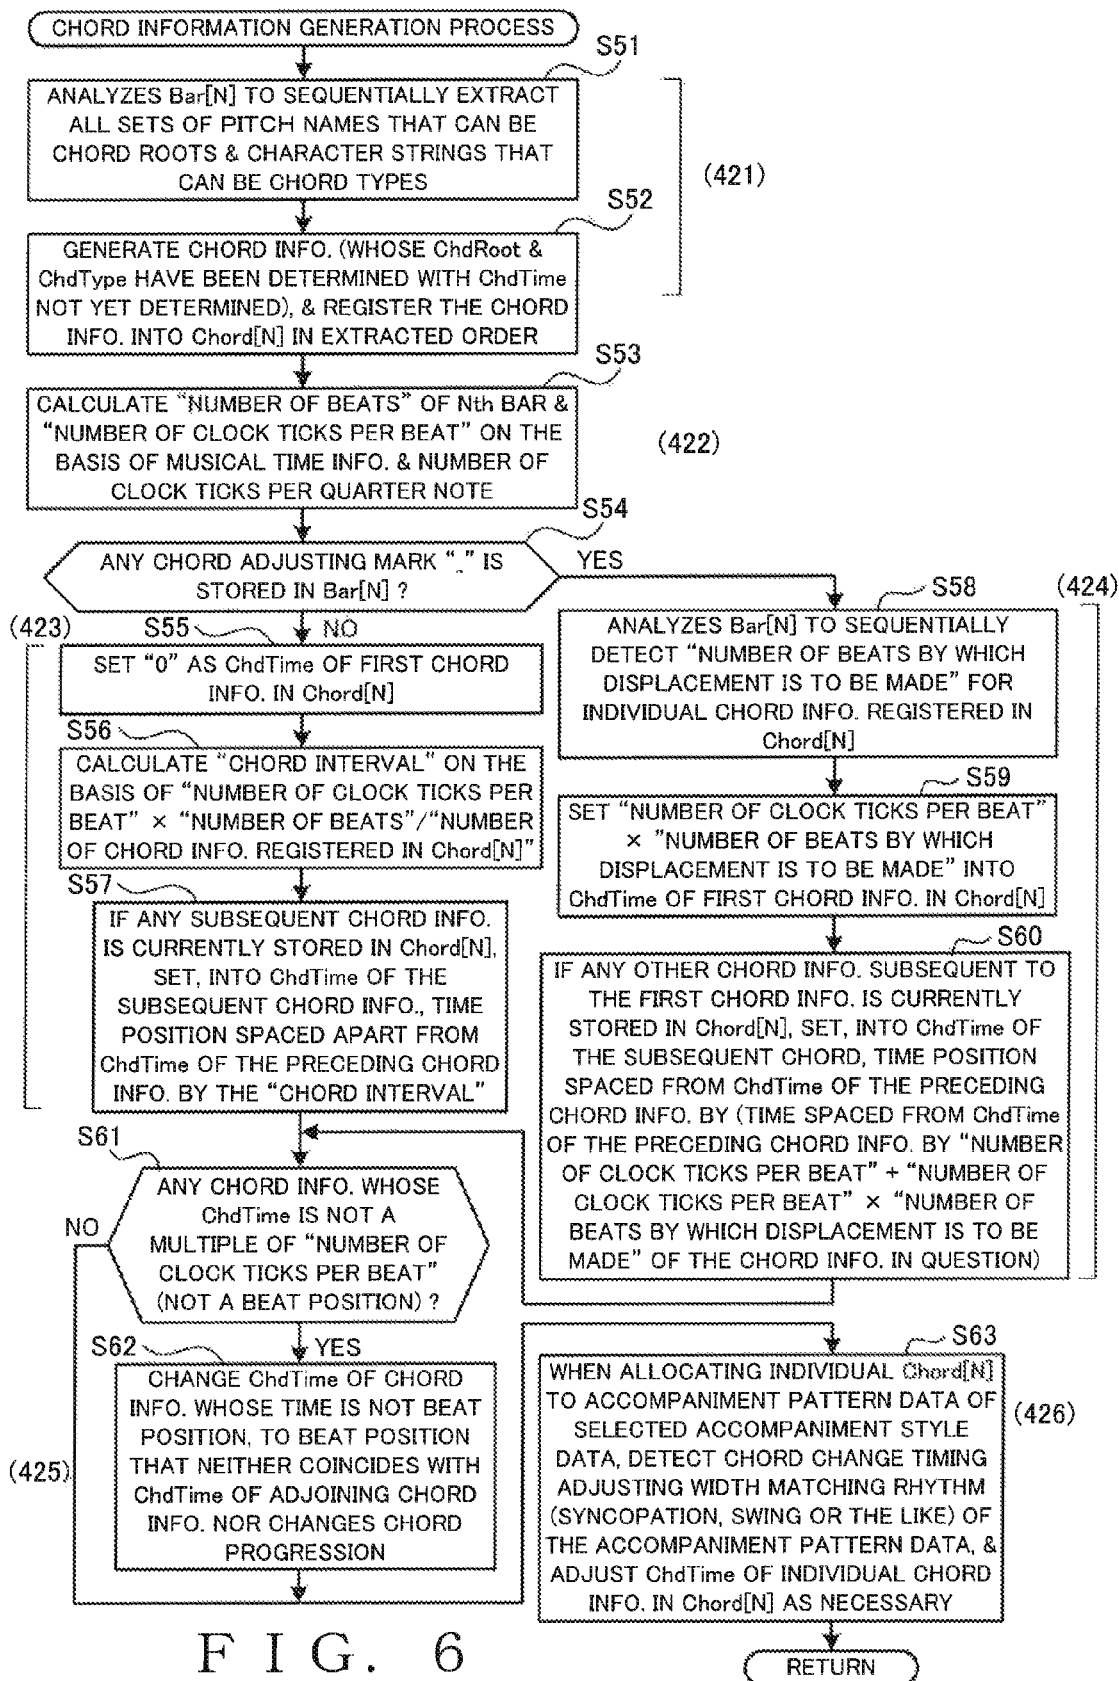 CHORD INFORMATION GENERATION PROCESS
S51
ANALYZES Bar[N] TO SEQUENTIALLY EXTRACT
ALL SETS OF PITCH NAMES THAT CAN BE
CHORD ROOTS & CHARACTER STRINGS THAT
CAN BE CHORD TYPES
(421)
S52
GENERATE CHORD INFO. (WHOSE ChdRoot &
ChdType HAVE BEEN DETERMINED WITH ChdTime
NOT YET DETERMINED), & REGISTER THE CHORD
INFO. INTO Chord[N] IN EXTRACTED ORDER
S53
CALCULATE "NUMBER OF BEATS" OF Nth BAR &
"NUMBER OF CLOCK TICKS PER BEAT" ON THE
BASIS OF MUSICAL TIME INFO. & NUMBER OF
CLOCK TICKS PER QUARTER NOTE
(422)
S54
ANY CHORD ADJUSTING MARK "." IS
STORED IN Bar[N] ?
YES
NO
(423)
S55
SET "0" AS ChdTime OF FIRST CHORD
INFO. IN Chord[N]
S56
CALCULATE "CHORD INTERVAL" ON THE
BASIS OF "NUMBER OF CLOCK TICKS PER
BEAT" × "NUMBER OF BEATS"/"NUMBER
OF CHORD INFO. REGISTERED IN Chord[N]"
S57
IF ANY SUBSEQUENT CHORD INFO.
IS CURRENTLY STORED IN Chord[N],
SET, INTO ChdTime OF THE
SUBSEQUENT CHORD INFO., TIME
POSITION SPACED APART FROM
ChdTime OF THE PRECEDING CHORD
INFO. BY THE "CHORD INTERVAL"
(424)
S58
ANALYZES Bar[N] TO SEQUENTIALLY
DETECT "NUMBER OF BEATS BY WHICH
DISPLACEMENT IS TO BE MADE" FOR
INDIVIDUAL CHORD INFO. REGISTERED IN
Chord[N]
S59
SET "NUMBER OF CLOCK TICKS PER BEAT"
× "NUMBER OF BEATS BY WHICH
DISPLACEMENT IS TO BE MADE" INTO
ChdTime OF FIRST CHORD INFO. IN Chord[N]
S60
IF ANY OTHER CHORD INFO. SUBSEQUENT TO
THE FIRST CHORD INFO. IS CURRENTLY
STORED IN Chord[N], SET, INTO ChdTime OF
THE SUBSEQUENT CHORD, TIME POSITION
SPACED FROM ChdTime OF THE PRECEDING
CHORD INFO. BY (TIME SPACED FROM ChdTime
OF THE PRECEDING CHORD INFO. BY "NUMBER
OF CLOCK TICKS PER BEAT" + "NUMBER OF
CLOCK TICKS PER BEAT" × "NUMBER OF
BEATS BY WHICH DISPLACEMENT IS TO BE
MADE" OF THE CHORD INFO. IN QUESTION)
S61
ANY CHORD INFO. WHOSE
ChdTime IS NOT A
MULTIPLE OF "NUMBER OF
CLOCK TICKS PER BEAT"
(NOT A BEAT POSITION) ?
NO
YES
S62
CHANGE ChdTime OF CHORD
INFO. WHOSE TIME IS NOT BEAT
POSITION, TO BEAT POSITION
THAT NEITHER COINCIDES WITH
ChdTime OF ADJOINING CHORD
INFO. NOR CHANGES CHORD
PROGRESSION
(425)
S63
WHEN ALLOCATING INDIVIDUAL Chord[N]
TO ACCOMPANIMENT PATTERN DATA OF
SELECTED ACCOMPANIMENT STYLE
DATA, DETECT CHORD CHANGE TIMING
ADJUSTING WIDTH MATCHING RHYTHM
(SYNCOPATION, SWING OR THE LIKE) OF
THE ACCOMPANIMENT PATTERN DATA, &
ADJUST ChdTime OF INDIVIDUAL CHORD
INFO. IN Chord[N] AS NECESSARY
(426)
RETURN
FIG. 6